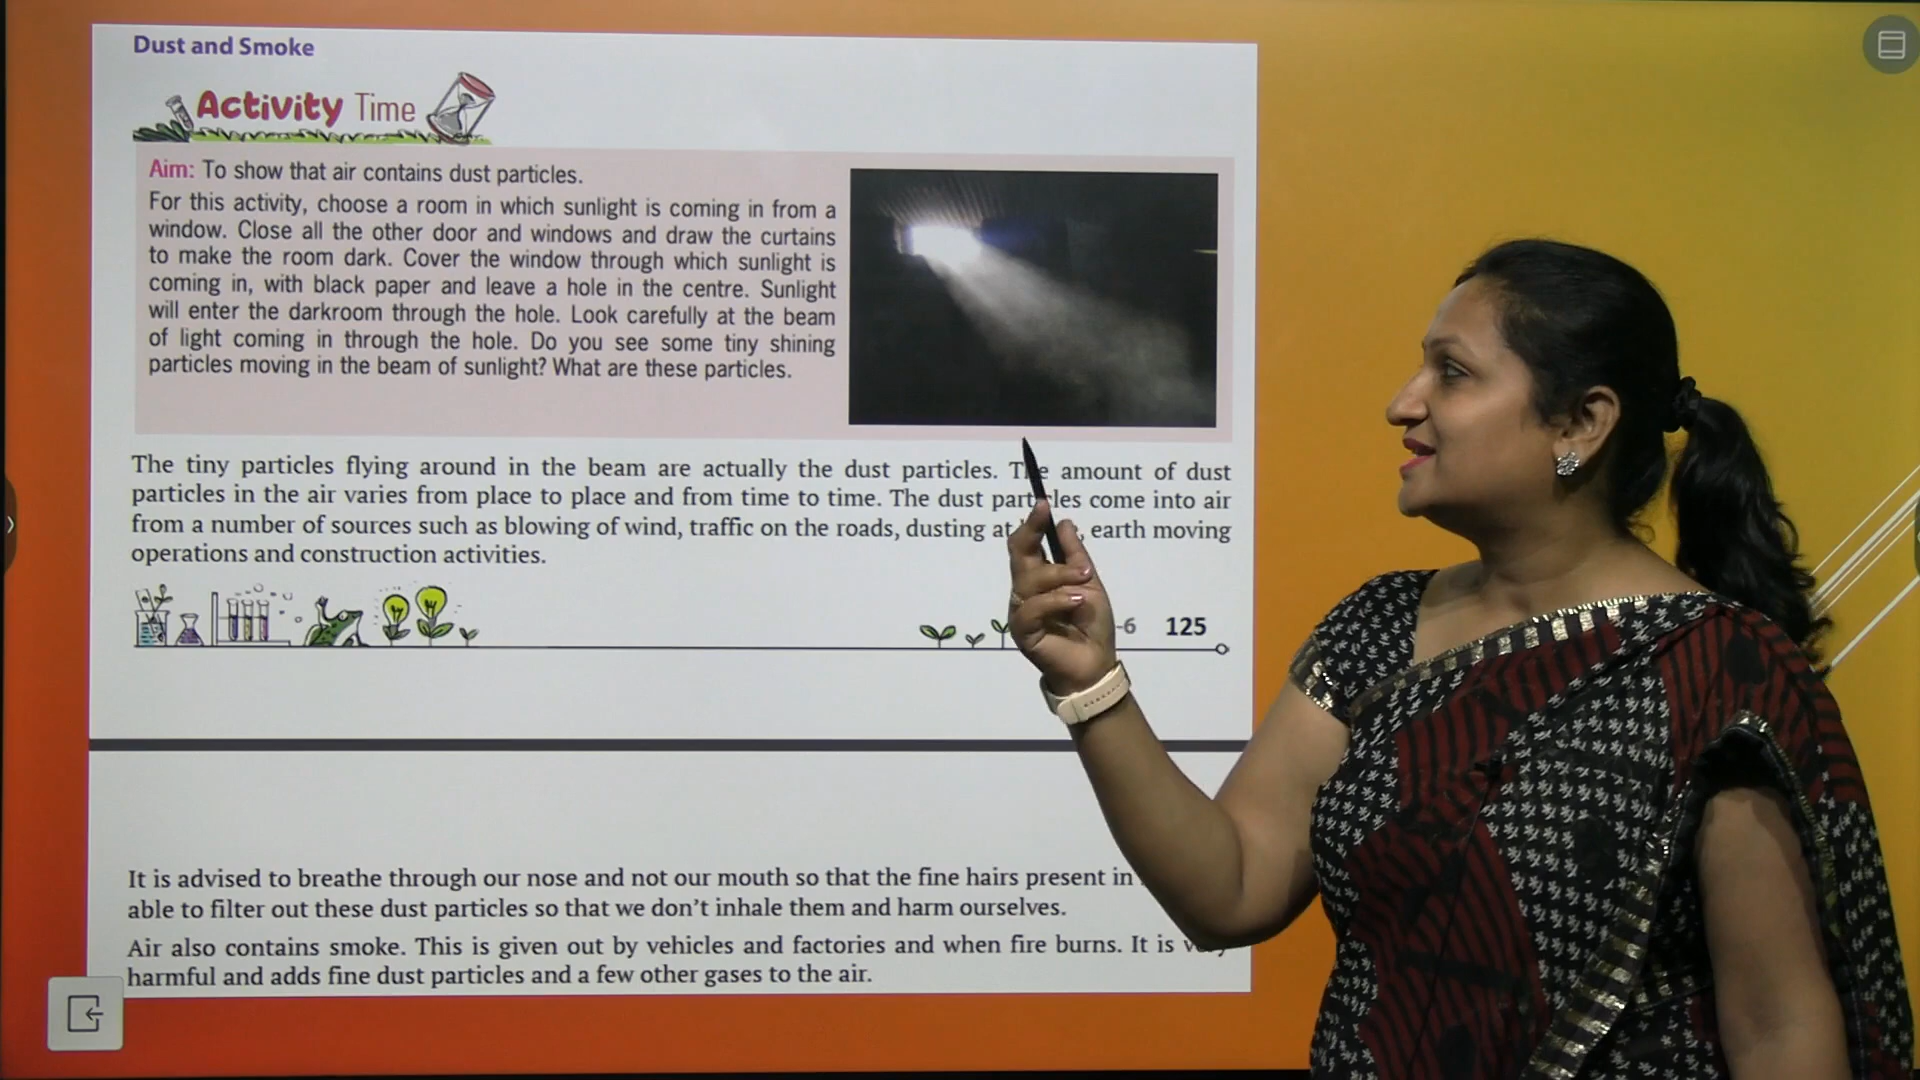 Dust and Smoke
Activity Time
Aim: To show that air contains dust particles.
For this activity, choose a room in which sunlight is coming in from a
window. Close all the other door and windows and draw the curtains
to make the room dark. Cover the window through which sunlight is
coming in, with black paper and leave a hole in the centre. Sunlight
will enter the darkroom through the hole. Look carefully at the beam
of light coming in through the hole. Do you see some tiny shining
particles moving in the beam of sunlight? What are these particles.
The tiny particles flying around in the beam are actually the dust particles. The amount of dust
particles in the air varies from place to place and from time to time. The dust particles come into air
from a number of sources such as blowing of wind, traffic on the roads, dusting at , earth moving
operations and construction activities.
-6 125
It is advised to breathe through our nose and not our mouth so that the fine hairs present in
able to filter out these dust particles so that we don't inhale them and harm ourselves.
Air also contains smoke. This is given out by vehicles and factories and when fire burns. It is very
harmful and adds fine dust particles and a few other gases to the air.